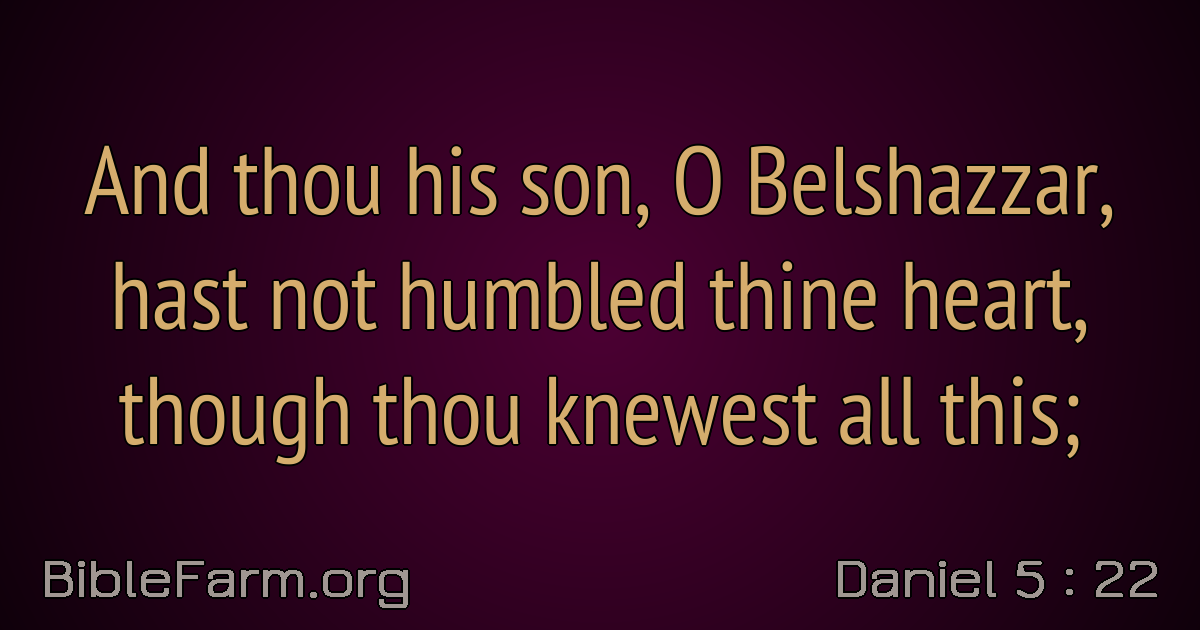 And thou his son, O Belshazzar,
hast not humbled thine heart,
though thou knewest all this;
BibleFarm.org
Daniel 5 : 22